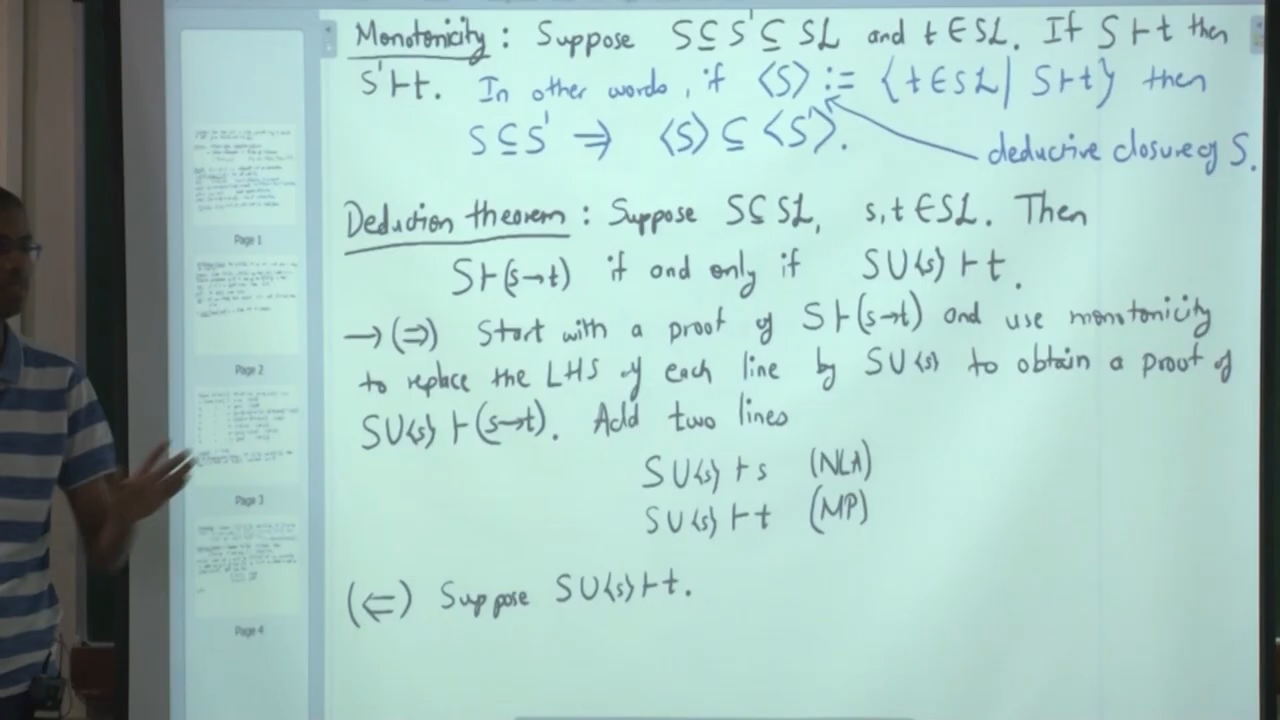 Monotonicity : Suppose S ⊆ S' ⊆ SL and t ∈ SL. If S ⊢ t then
S' ⊢ t. In other words, if ⟨S⟩ := {t ∈ SL | S ⊢ t} then
S ⊆ S' ⇒ ⟨S⟩ ⊆ ⟨S'⟩.
deductive closure of S.
Deduction theorem : Suppose S ⊆ SL, s, t ∈ SL. Then
S ⊢ (s→t) if and only if S ∪ {s} ⊢ t.
→ (⇒) Start with a proof of S ⊢ (s→t) and use monotonicity
to replace the LHS of each line by S ∪ {s} to obtain a proof of
S ∪ {s} ⊢ (s→t). Add two lines
S ∪ {s} ⊢ s (NLA)
S ∪ {s} ⊢ t (MP)
(⇐) Suppose S ∪ {s} ⊢ t.
Page 1
Page 2
Page 3
Page 4